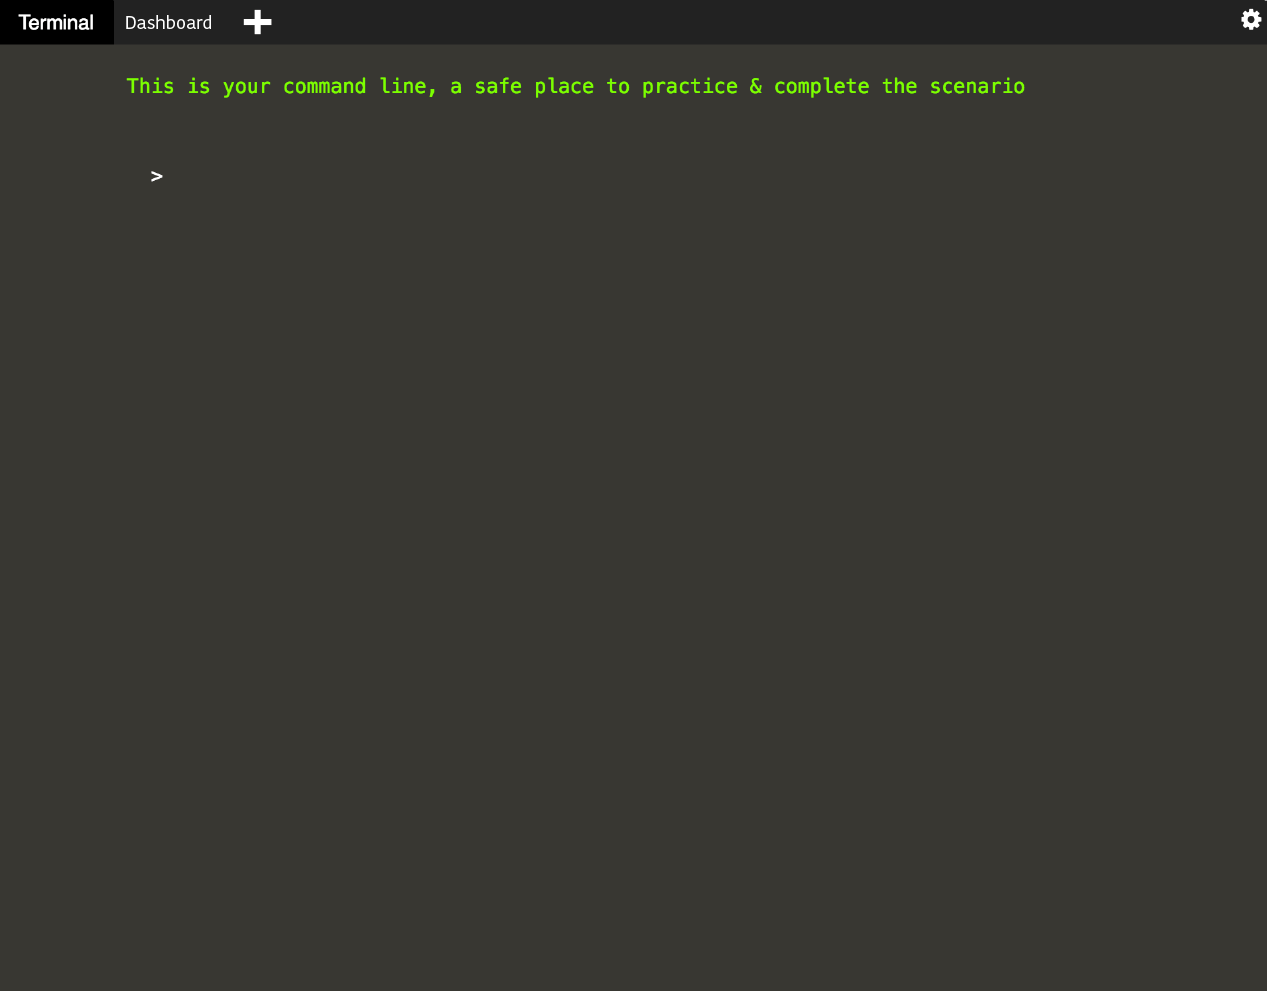 Terminal Dashboard
This is your command line, a safe place to practice & complete the scenario
>